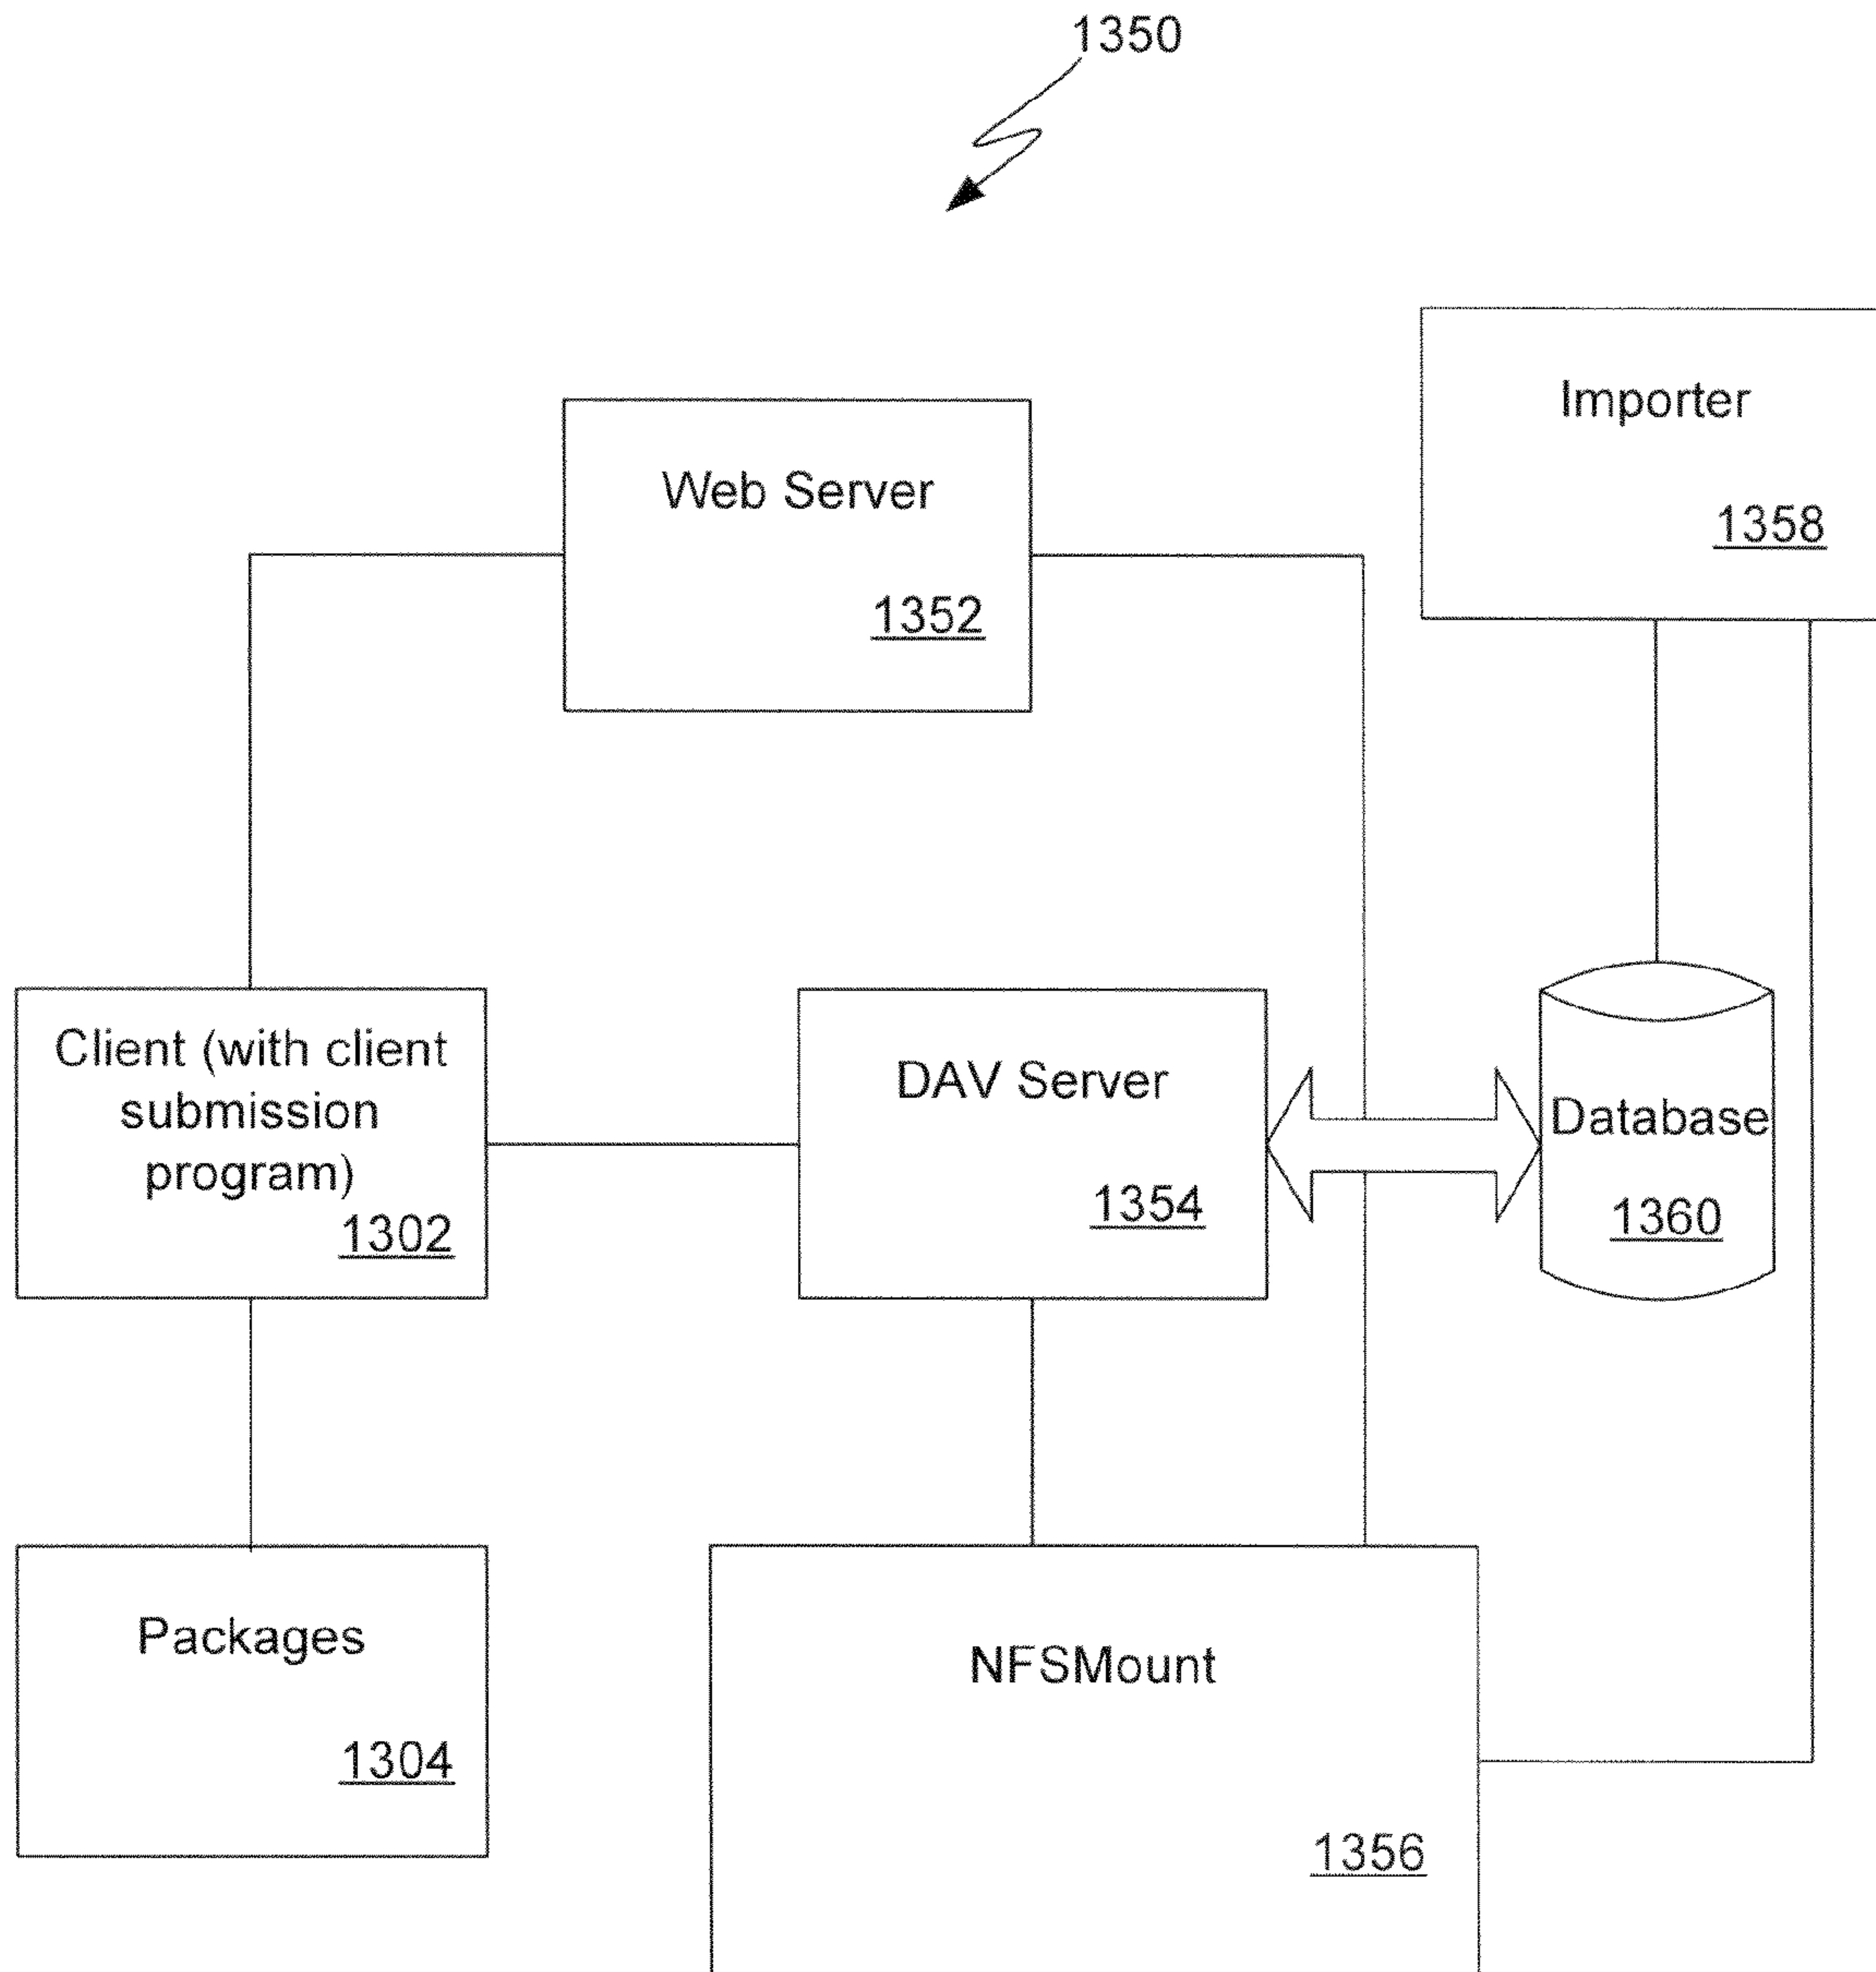 1350
Importer
1358
Web Server
1352
Client (with client
submission
program)
1302
DAV Server
1354
Database
1360
Packages
1304
NFSMount
1356